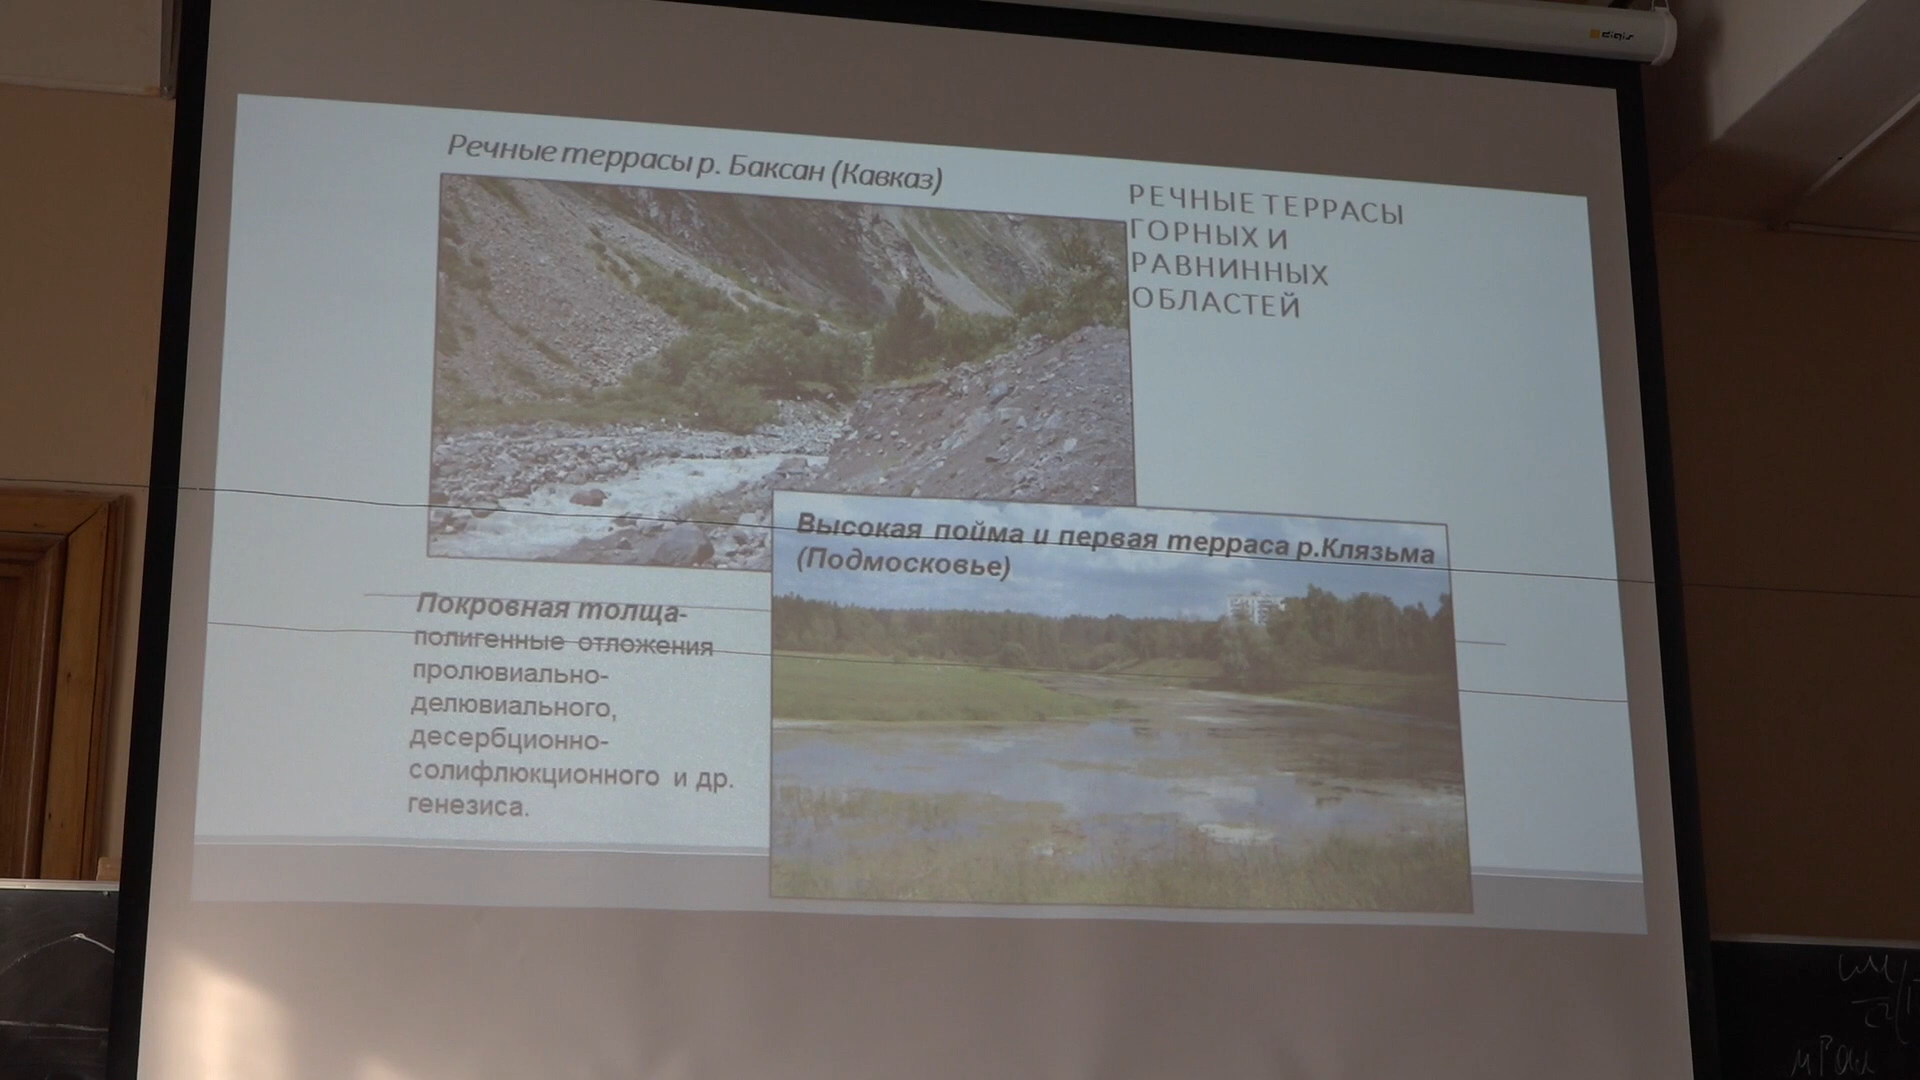 digis
Речные террасы р. Баксан (Кавказ)
РЕЧНЫЕ ТЕРРАСЫ
ГОРНЫХ И
РАВНИННЫХ
ОБЛАСТЕЙ
Высокая пойма и первая терраса р.Клязьма
(Подмосковье)
Покровная толща-
полигенные отложения
пролювиально-
делювиального,
десербционно-
солифлюкционного и др.
генезиса.